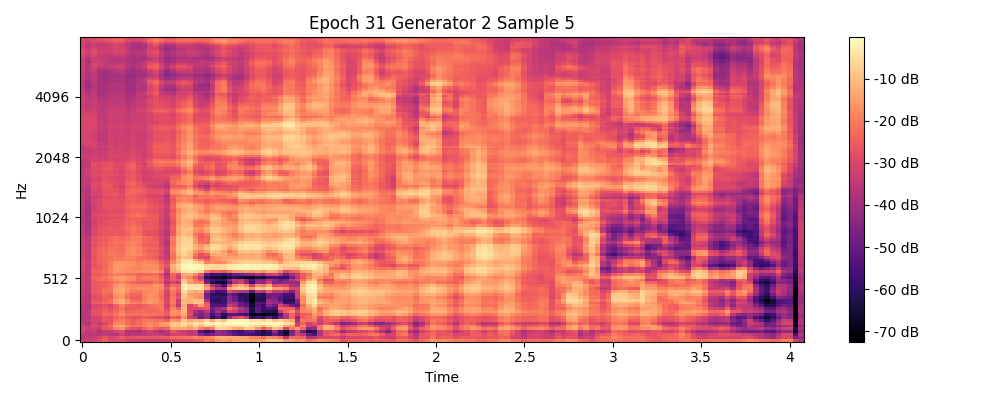 Epoch 31 Generator 2 Sample 5
Hz
4096
2048
1024
512
0
0 0.5 1 1.5 2 2.5 3 3.5 4
Time
-10 dB
-20 dB
-30 dB
-40 dB
-50 dB
-60 dB
-70 dB